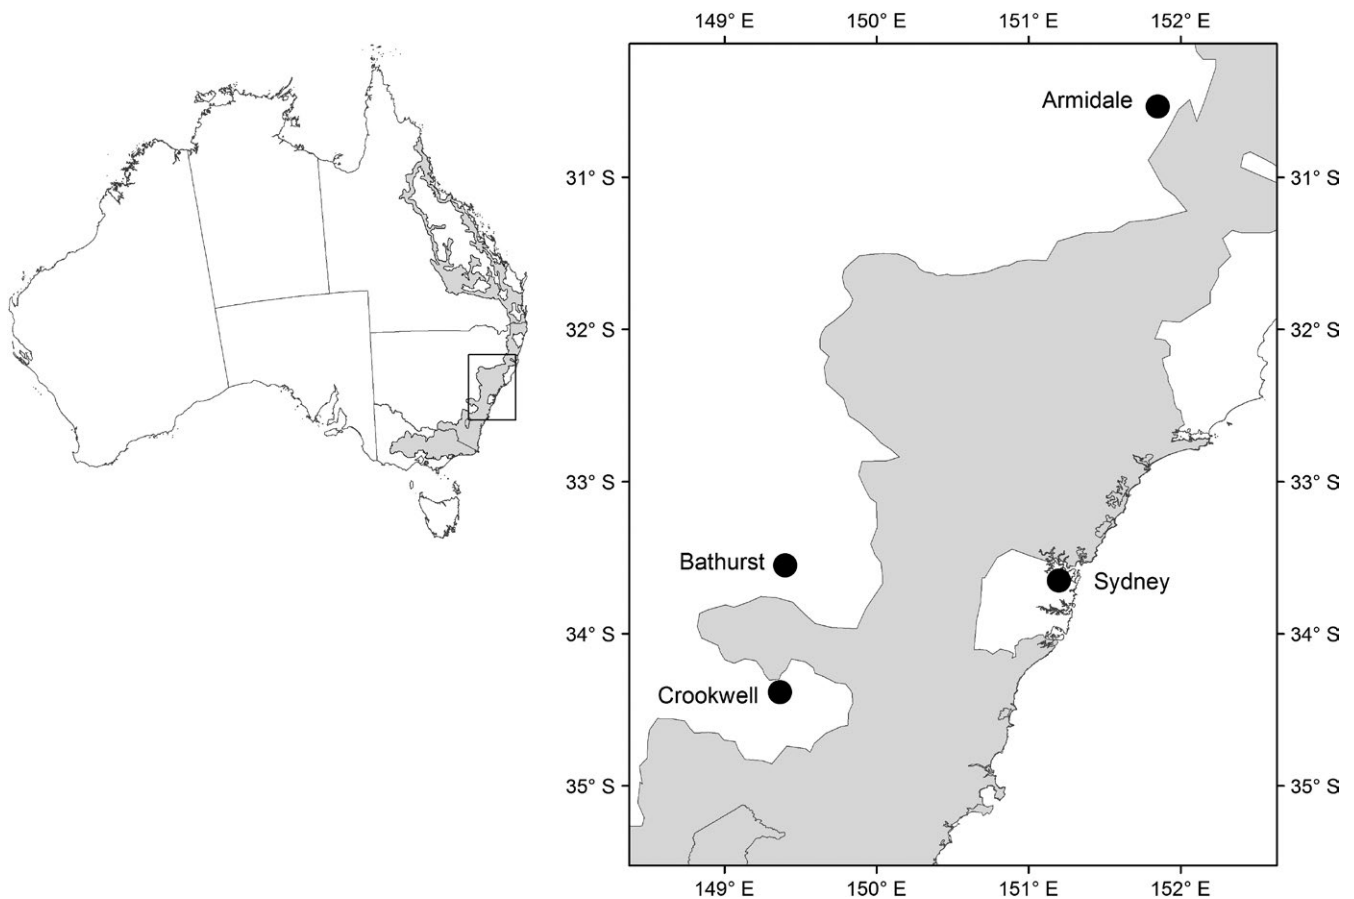 149° E 150° E 151° E 152° E
Armidale
31° S 31° S
32° S 32° S
33° S 33° S
Bathurst
Sydney
34° S 34° S
Crookwell
35° S 35° S
149° E 150° E 151° E 152° E